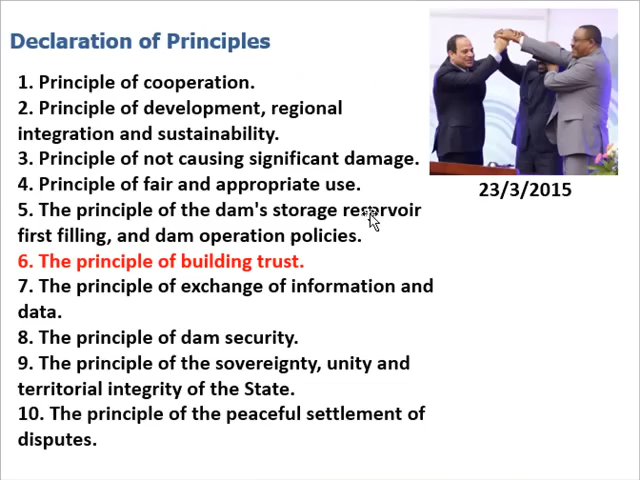 Declaration of Principles
1. Principle of cooperation.
2. Principle of development, regional
integration and sustainability.
3. Principle of not causing significant damage.
4. Principle of fair and appropriate use.
5. The principle of the dam's storage reservoir
first filling, and dam operation policies.
6. The principle of building trust.
7. The principle of exchange of information and
data.
8. The principle of dam security.
9. The principle of the sovereignty, unity and
territorial integrity of the State.
10. The principle of the peaceful settlement of
disputes.
23/3/2015